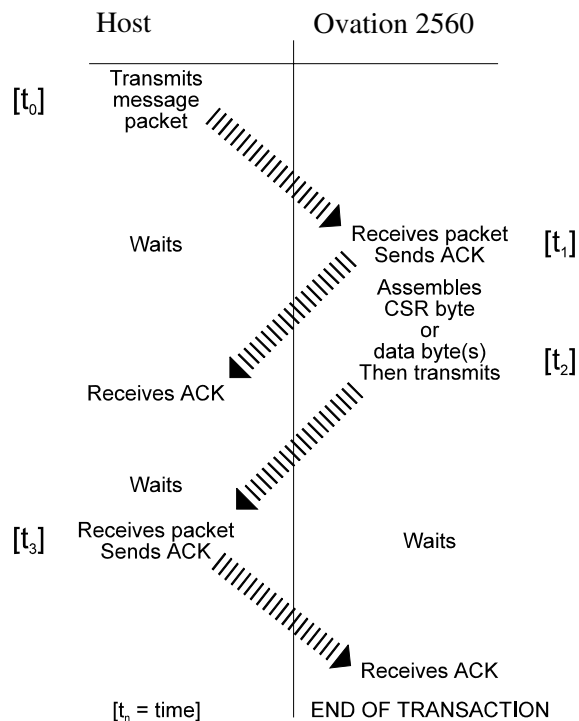 Host
Ovation 2560
[t0]
Transmits
message
packet
Waits
Receives packet
Sends ACK
[t1]
Assembles
CSR byte
or
data byte(s)
Then transmits
[t2]
Receives ACK
Waits
[t3]
Receives packet
Sends ACK
Waits
Receives ACK
[tn = time]
END OF TRANSACTION